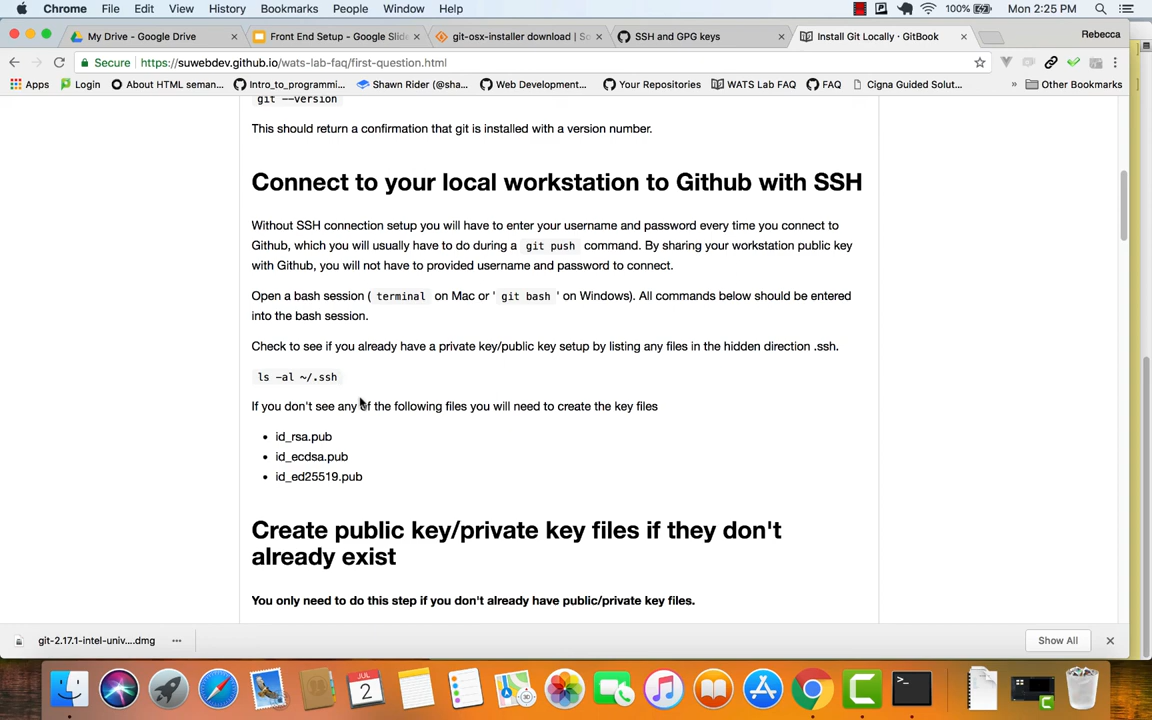 Chrome File Edit View History Bookmarks People Window Help 100% Mon 2:25 PM
My Drive - Google Drive Front End Setup - Google Slide git-osx-installer download | So SSH and GPG keys Install Git Locally · GitBook Rebecca
Secure https://suwebdev.github.io/wats-lab-faq/first-question.html
Apps Login About HTML seman... Intro_to_programmi... Shawn Rider (@sha... Web Development... Your Repositories WATS Lab FAQ FAQ Cigna Guided Solut... » Other Bookmarks
git --version
This should return a confirmation that git is installed with a version number.
Connect to your local workstation to Github with SSH
Without SSH connection setup you will have to enter your username and password every time you connect to
Github, which you will usually have to do during a git push command. By sharing your workstation public key
with Github, you will not have to provided username and password to connect.
Open a bash session ( terminal on Mac or ' git bash ' on Windows). All commands below should be entered
into the bash session.
Check to see if you already have a private key/public key setup by listing any files in the hidden direction .ssh.
ls -al ~/.ssh
If you don't see any of the following files you will need to create the key files
• id_rsa.pub
• id_ecdsa.pub
• id_ed25519.pub
Create public key/private key files if they don't
already exist
You only need to do this step if you don't already have public/private key files.
git-2.17.1-intel-univ....dmg Show All
JUL
2